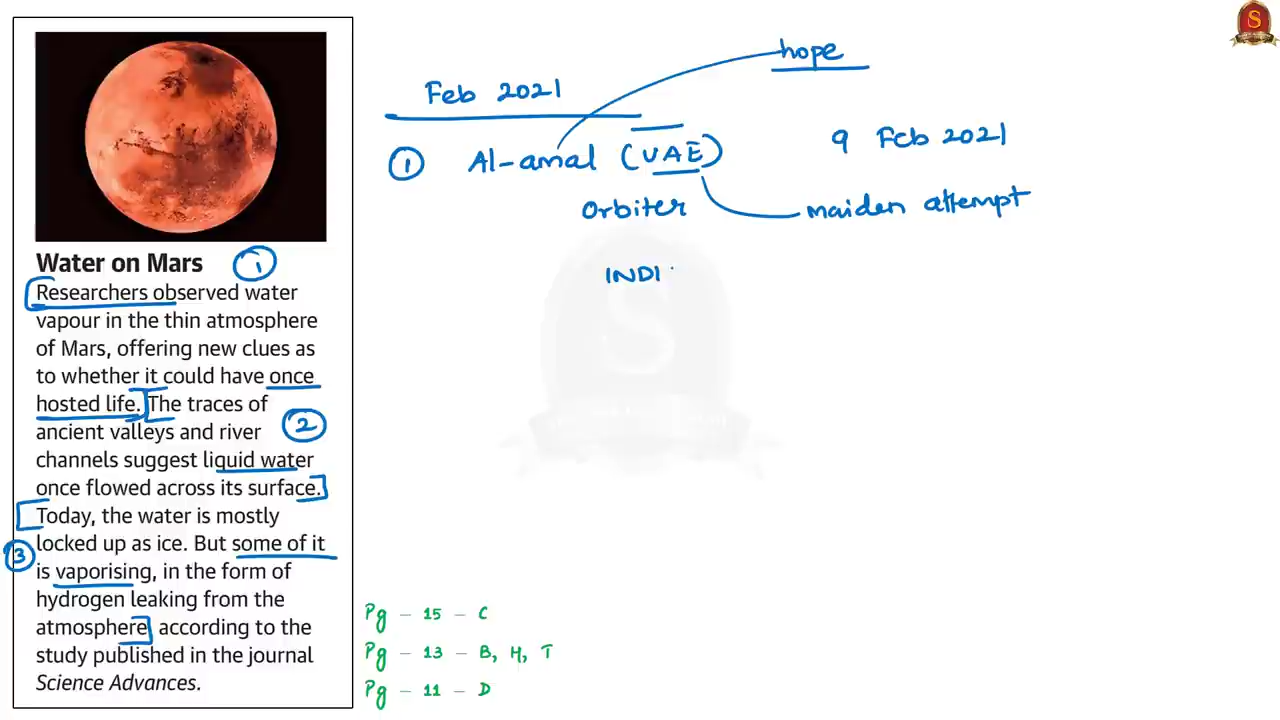 Water on Mars 1
Researchers observed water
vapour in the thin atmosphere
of Mars, offering new clues as
to whether it could have once
hosted life. The traces of
ancient valleys and river 2
channels suggest liquid water
once flowed across its surface.
Today, the water is mostly
3 locked up as ice. But some of it
is vaporising, in the form of
hydrogen leaking from the
atmosphere, according to the
study published in the journal
Science Advances.
hope
Feb 2021
1 Al-amal (UAE) 9 Feb 2021
Orbiter maiden attempt
INDI
Pg - 15 - C
Pg - 13 - B, H, T
Pg - 11 - D
S